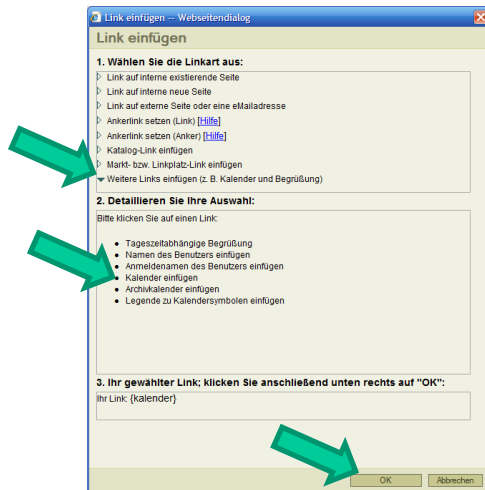 Link einfügen -- Webseitendialog
Link einfügen
1. Wählen Sie die Linkart aus:
Link auf interne existierende Seite
Link auf interne neue Seite
Link auf externe Seite oder eine eMailadresse
Ankerlink setzen (Link) [Hilfe]
Ankerlink setzen (Anker) [Hilfe]
Katalog-Link einfügen
Markt- bzw. Linkplatz-Link einfügen
Weitere Links einfügen (z. B. Kalender und Begrüßung)
2. Detaillieren Sie Ihre Auswahl:
Bitte klicken Sie auf einen Link:
• Tageszeitabhängige Begrüßung
• Namen des Benutzers einfügen
• Anmeldenamen des Benutzers einfügen
• Kalender einfügen
• Archivkalender einfügen
• Legende zu Kalendersymbolen einfügen
3. Ihr gewählter Link; klicken Sie anschließend unten rechts auf "OK":
Ihr Link: {kalender}
OK Abbrechen